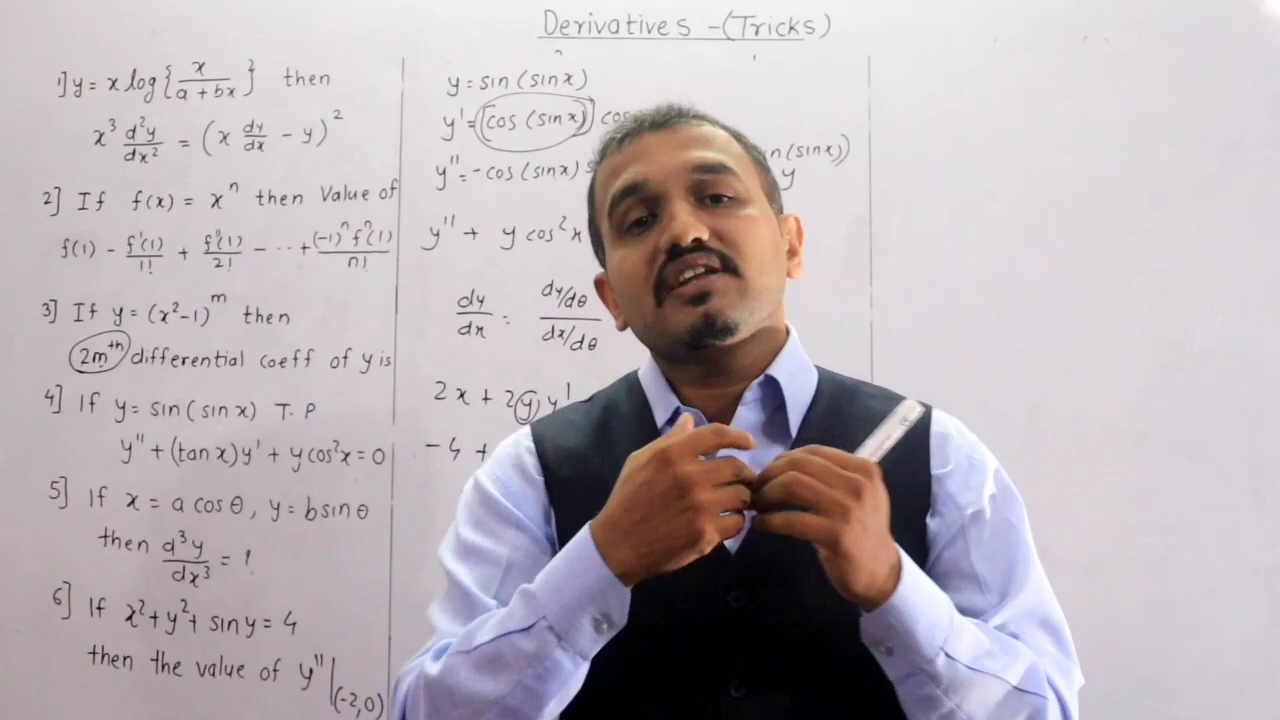 Derivatives -(Tricks)
1] y = x log{x/(a + bx)} then
x³ d²y/dx² = (x dy/dx - y)²
2] If f(x) = xⁿ then Value of
f(1) - f'(1)/1! + f''(1)/2! - ... + (-1)ⁿ fⁿ(1)/n!
3] If y = (x²-1)ᵐ then
2mᵗʰ differential coeff of y is
4] If y = sin(sin x) T. P
y'' + (tan x)y' + y cos²x = 0
5] If x = a cos θ, y = b sin θ
then d³y/dx³ = !
6] If x² + y² + sin y = 4
then the value of y''|(-2,0)
y = sin (sin x)
y' = [cos (sin x)] cos
y'' = -cos (sin x) s n(sin x))
y
y'' + y cos²x
dy/dx : dy/dθ / dx/dθ
2x + 2y y'
-4 +